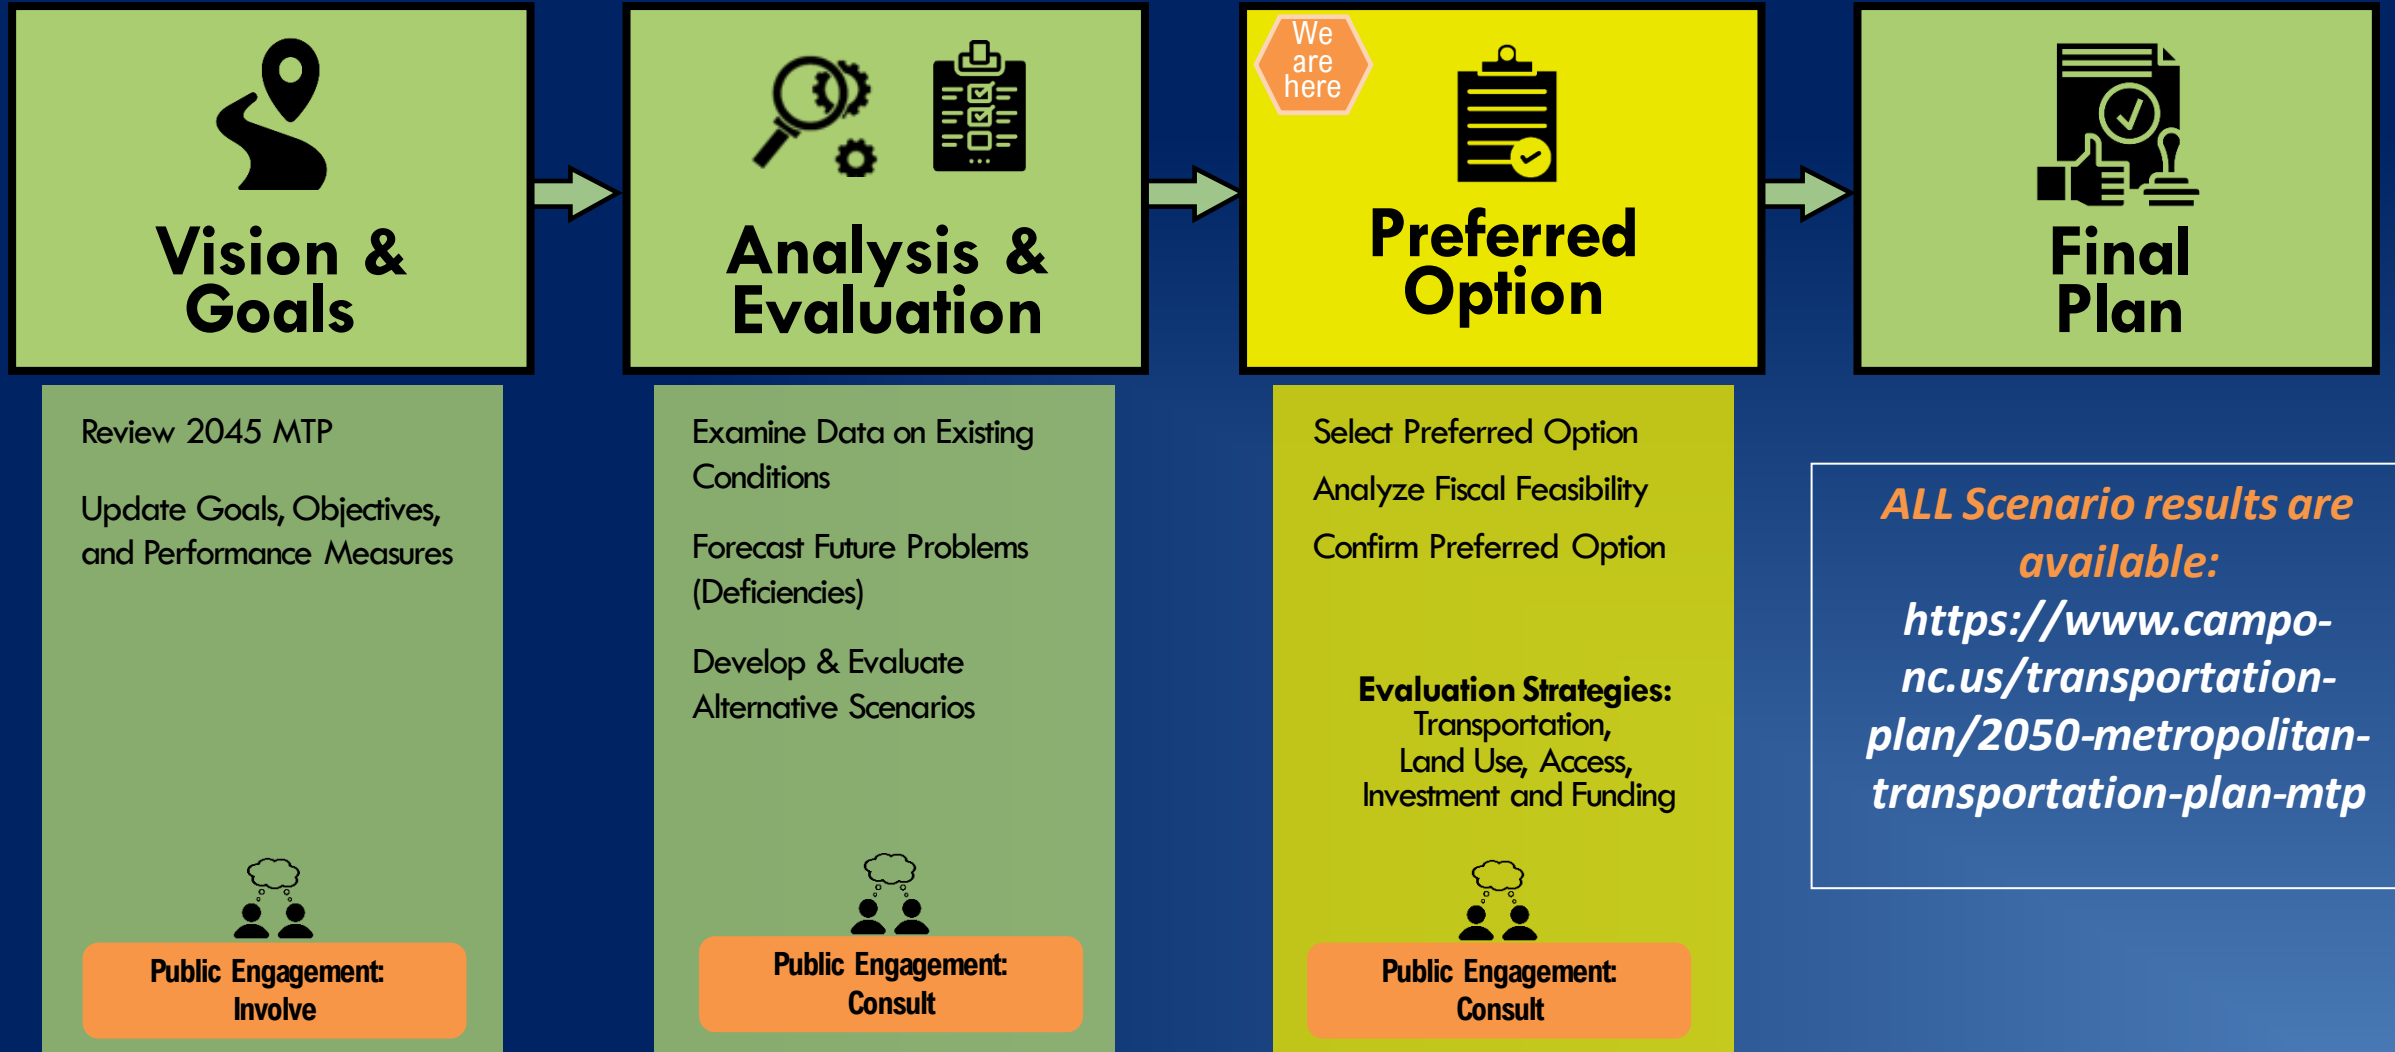 Vision &
Goals
Review 2045 MTP
Update Goals, Objectives,
and Performance Measures
Public Engagement:
Involve
Analysis &
Evaluation
Examine Data on Existing
Conditions
Forecast Future Problems
(Deficiencies)
Develop & Evaluate
Alternative Scenarios
Public Engagement:
Consult
We
are
here
Preferred
Option
Select Preferred Option
Analyze Fiscal Feasibility
Confirm Preferred Option
Evaluation Strategies:
Transportation,
Land Use, Access,
Investment and Funding
Public Engagement:
Consult
Final
Plan
ALL Scenario results are
available:
https://www.campo-
nc.us/transportation-
plan/2050-metropolitan-
transportation-plan-mtp